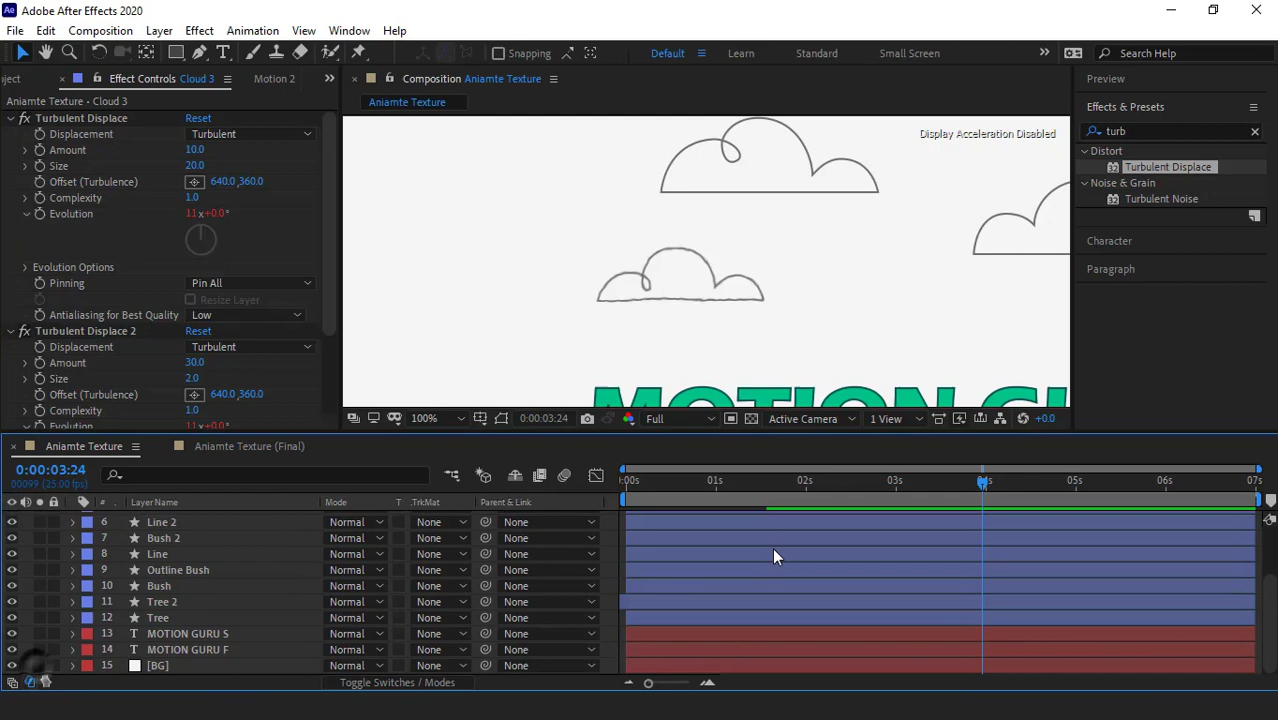 Adobe After Effects 2020
File Edit Composition Layer Effect Animation View Window Help
Snapping Default Learn Standard Small Screen Search Help
oject Effect Controls Cloud 3 Motion 2 Composition Aniamte Texture Preview
Aniamte Texture • Cloud 3 Aniamte Texture Effects & Presets
Turbulent Displace Reset turb
Displacement Turbulent Display Acceleration Disabled
Amount 10.0 Distort
Size 20.0 Turbulent Displace
Offset (Turbulence) 640.0,360.0 Noise & Grain
Complexity 1.0 Turbulent Noise
Evolution 11x+0.0°
Character
Evolution Options Paragraph
Pinning Pin All
Resize Layer
Antialiasing for Best Quality Low
Turbulent Displace 2 Reset
Displacement Turbulent
Amount 30.0
Size 2.0
Offset (Turbulence) 640.0,360.0 MOTION GU
Complexity 1.0
Evolution 11x+0.0° 100% 0:00:03:24 Full Active Camera 1 View +0.0
Aniamte Texture Aniamte Texture (Final)
0:00:03:24
00099 (25.00 fps) :00s 01s 02s 03s 04s 05s 06s 07s
# Layer Name Mode T .TrkMat Parent & Link
6 Line 2 Normal None None
7 Bush 2 Normal None None
8 Line Normal None None
9 Outline Bush Normal None None
10 Bush Normal None None
11 Tree 2 Normal None None
12 Tree Normal None None
13 T MOTION GURU S Normal None None
14 T MOTION GURU F Normal None None
15 [BG] Normal None None
Toggle Switches / Modes